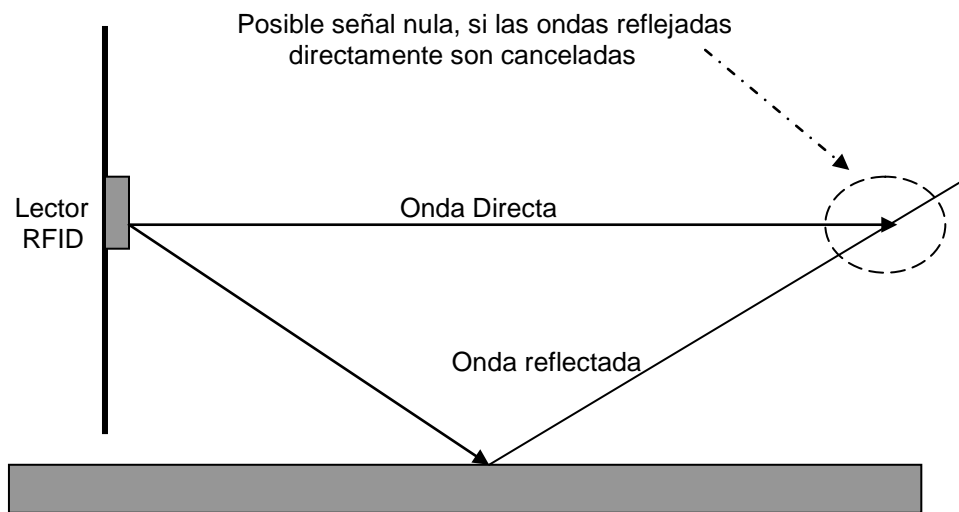 Posible señal nula, si las ondas reflejadas
directamente son canceladas
Lector
RFID
Onda Directa
Onda reflectada